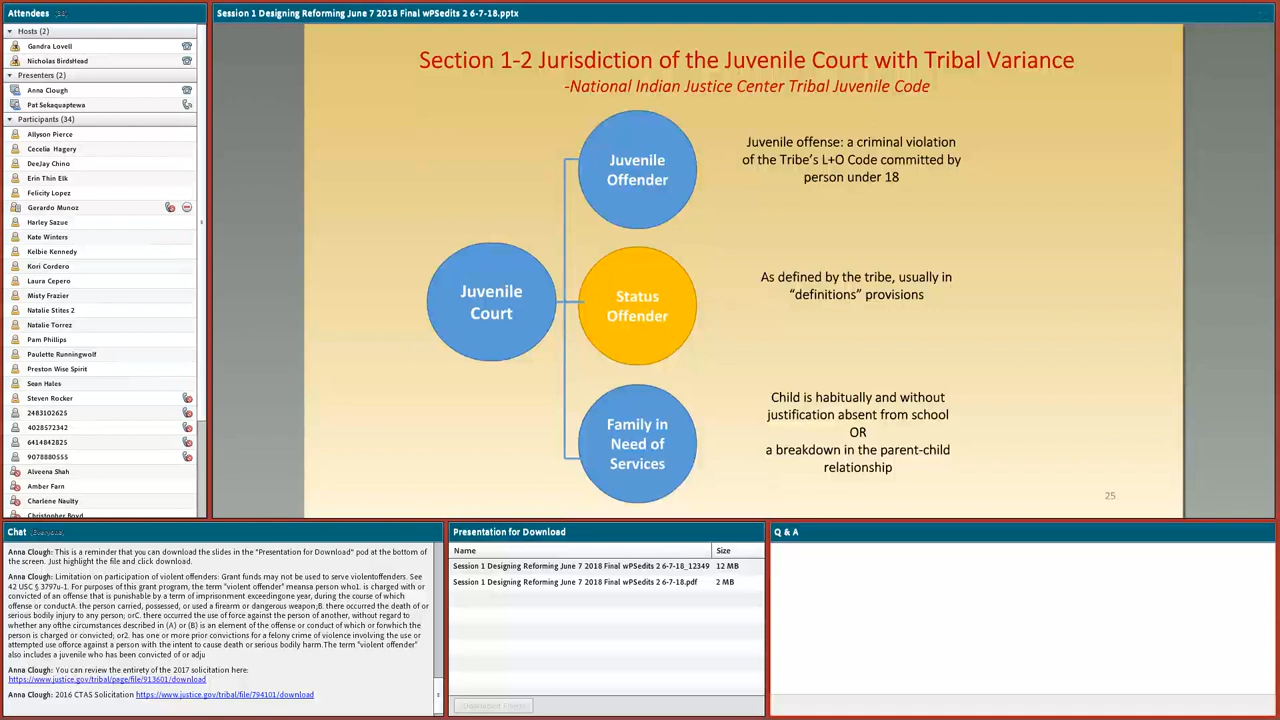 Attendees
Session 1 Designing Reforming June 7 2018 Final wPSedits 2 6-7-18.pptx
Hosts (2)
Gandra Lovell
Nicholas BirdsHead
Presenters (2)
Anna Clough
Pat Sekaquaptewa
Participants (34)
Allyson Pierce
Cecelia Hagery
DeeJay Chino
Erin Thin Elk
Felicity Lopez
Gerardo Munoz
Harley Sazue
Kate Winters
Kelbie Kennedy
Kori Cordero
Laura Cepero
Misty Frazier
Natalie Stites 2
Natalie Torrez
Pam Phillips
Paulette Runningwolf
Preston Wise Spirit
Sean Hales
Steven Rocker
2483102625
4028572342
6414842825
9078880555
Alveena Shah
Amber Farn
Charlene Naulty
Christopher Boyd
Section 1-2 Jurisdiction of the Juvenile Court with Tribal Variance
-National Indian Justice Center Tribal Juvenile Code
Juvenile
Court
Juvenile
Offender
Juvenile offense: a criminal violation
of the Tribe's L+O Code committed by
person under 18
Status
Offender
As defined by the tribe, usually in
“definitions” provisions
Family in
Need of
Services
Child is habitually and without
justification absent from school
OR
a breakdown in the parent-child
relationship
25
Chat (Everyone)
Anna Clough: This is a reminder that you can download the slides in the "Presentation for Download" pod at the bottom of
the screen. Just highlight the file and click download.
Anna Clough: Limitation on participation of violent offenders: Grant funds may not be used to serve violentoffenders. See
42 USC § 3797u-1. For purposes of this grant program, the term "violent offender" meansa person who1. is charged with or
convicted of an offense that is punishable by a term of imprisonment exceedingone year, during the course of which
offense or conductA. the person carried, possessed, or used a firearm or dangerous weapon;B. there occurred the death of or
serious bodily injury to any person; orC. there occurred the use of force against the person of another, without regard to
whether any ofthe circumstances described in (A) or (B) is an element of the offense or conduct of which or forwhich the
person is charged or convicted; or2. has one or more prior convictions for a felony crime of violence involving the use or
attempted use offorce against a person with the intent to cause death or serious bodily harm.The term "violent offender"
also includes a juvenile who has been convicted of or adju
Anna Clough: You can review the entirety of the 2017 solicitation here:
https://www.justice.gov/tribal/page/file/913601/download
Anna Clough: 2016 CTAS Solicitation https://www.justice.gov/tribal/file/794101/download
Presentation for Download
Name Size
Session 1 Designing Reforming June 7 2018 Final wPSedits 2 6-7-18_12349 12 MB
Session 1 Designing Reforming June 7 2018 Final wPSedits 2 6-7-18.pdf 2 MB
Download File(s)
Q & A